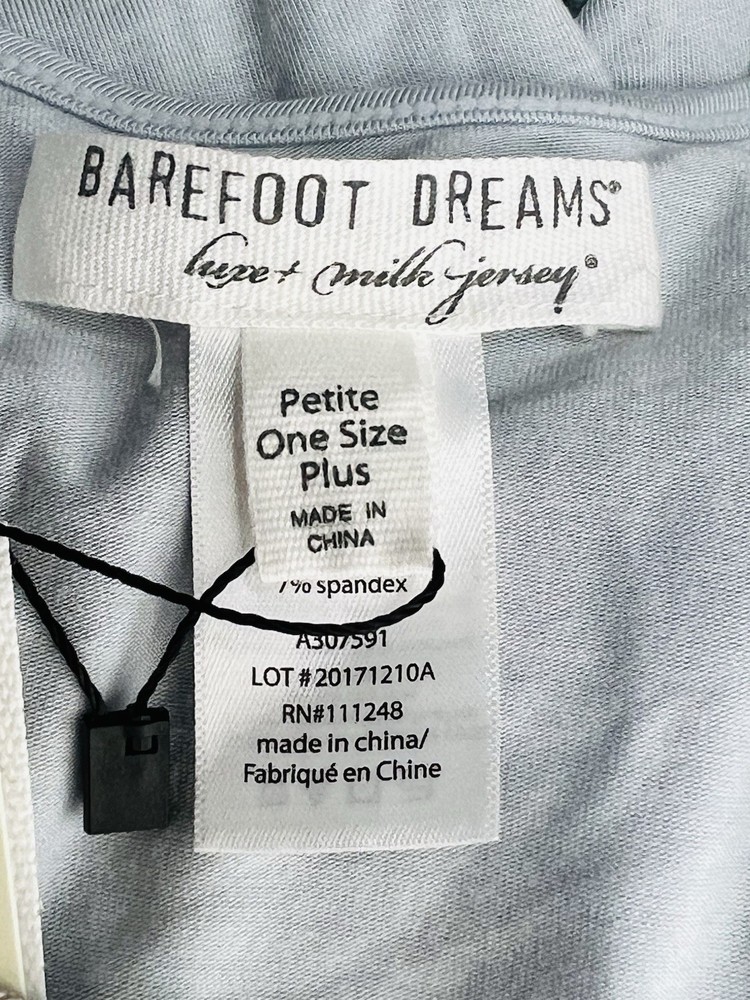 BAREFOOT DREAMS®
luxe+ milk jersey®
Petite
One Size
Plus
MADE IN
CHINA
7% spandex
A307591
LOT #20171210A
RN#111248
made in china/
Fabriqué en Chine